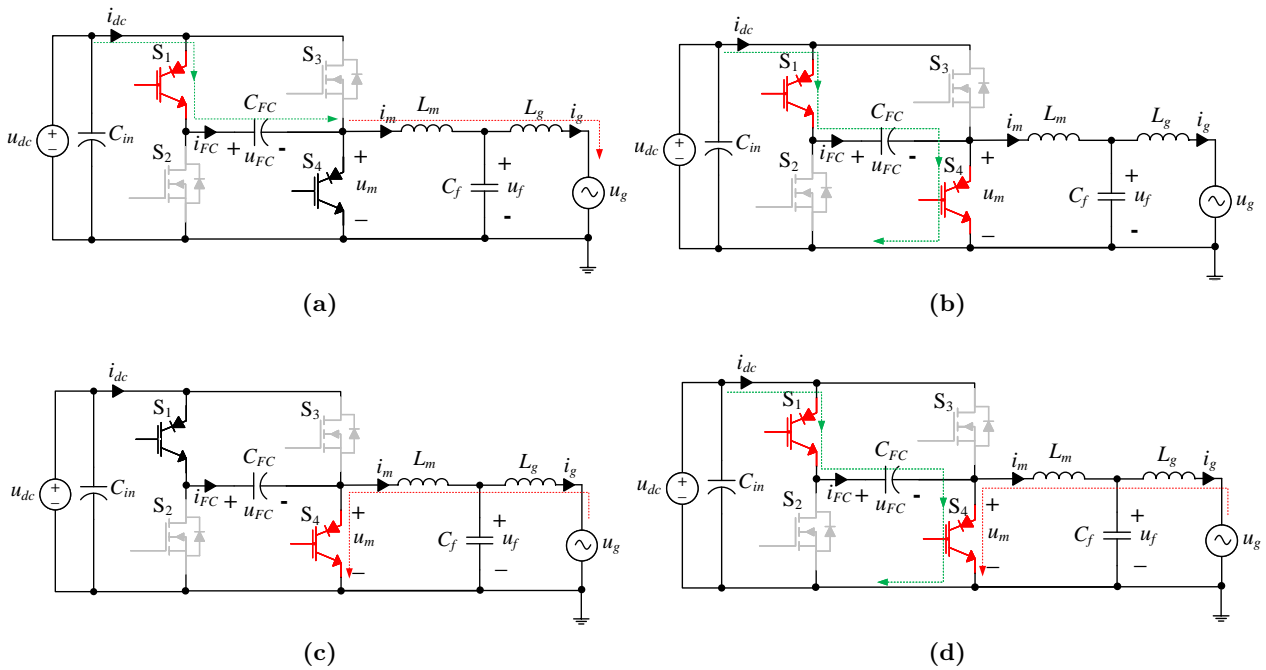 i_dc
S_1
S_3
C_FC
i_m
L_m
L_g
i_g
u_dc
+
−
C_in
i_FC
+
-
u_FC
S_2
S_4
+
u_m
−
C_f
+
u_f
-
u_g
(a)
i_dc
S_1
S_3
C_FC
i_m
L_m
L_g
i_g
u_dc
+
−
C_in
i_FC
+
-
u_FC
S_2
S_4
+
u_m
−
C_f
+
u_f
-
u_g
(b)
i_dc
S_1
S_3
C_FC
i_m
L_m
L_g
i_g
u_dc
+
−
C_in
i_FC
+
-
u_FC
S_2
S_4
+
u_m
−
C_f
+
u_f
−
u_g
(c)
i_dc
S_1
S_3
C_FC
i_m
L_m
L_g
i_g
u_dc
+
−
C_in
i_FC
+
-
u_FC
S_2
S_4
+
u_m
−
C_f
+
u_f
−
u_g
(d)